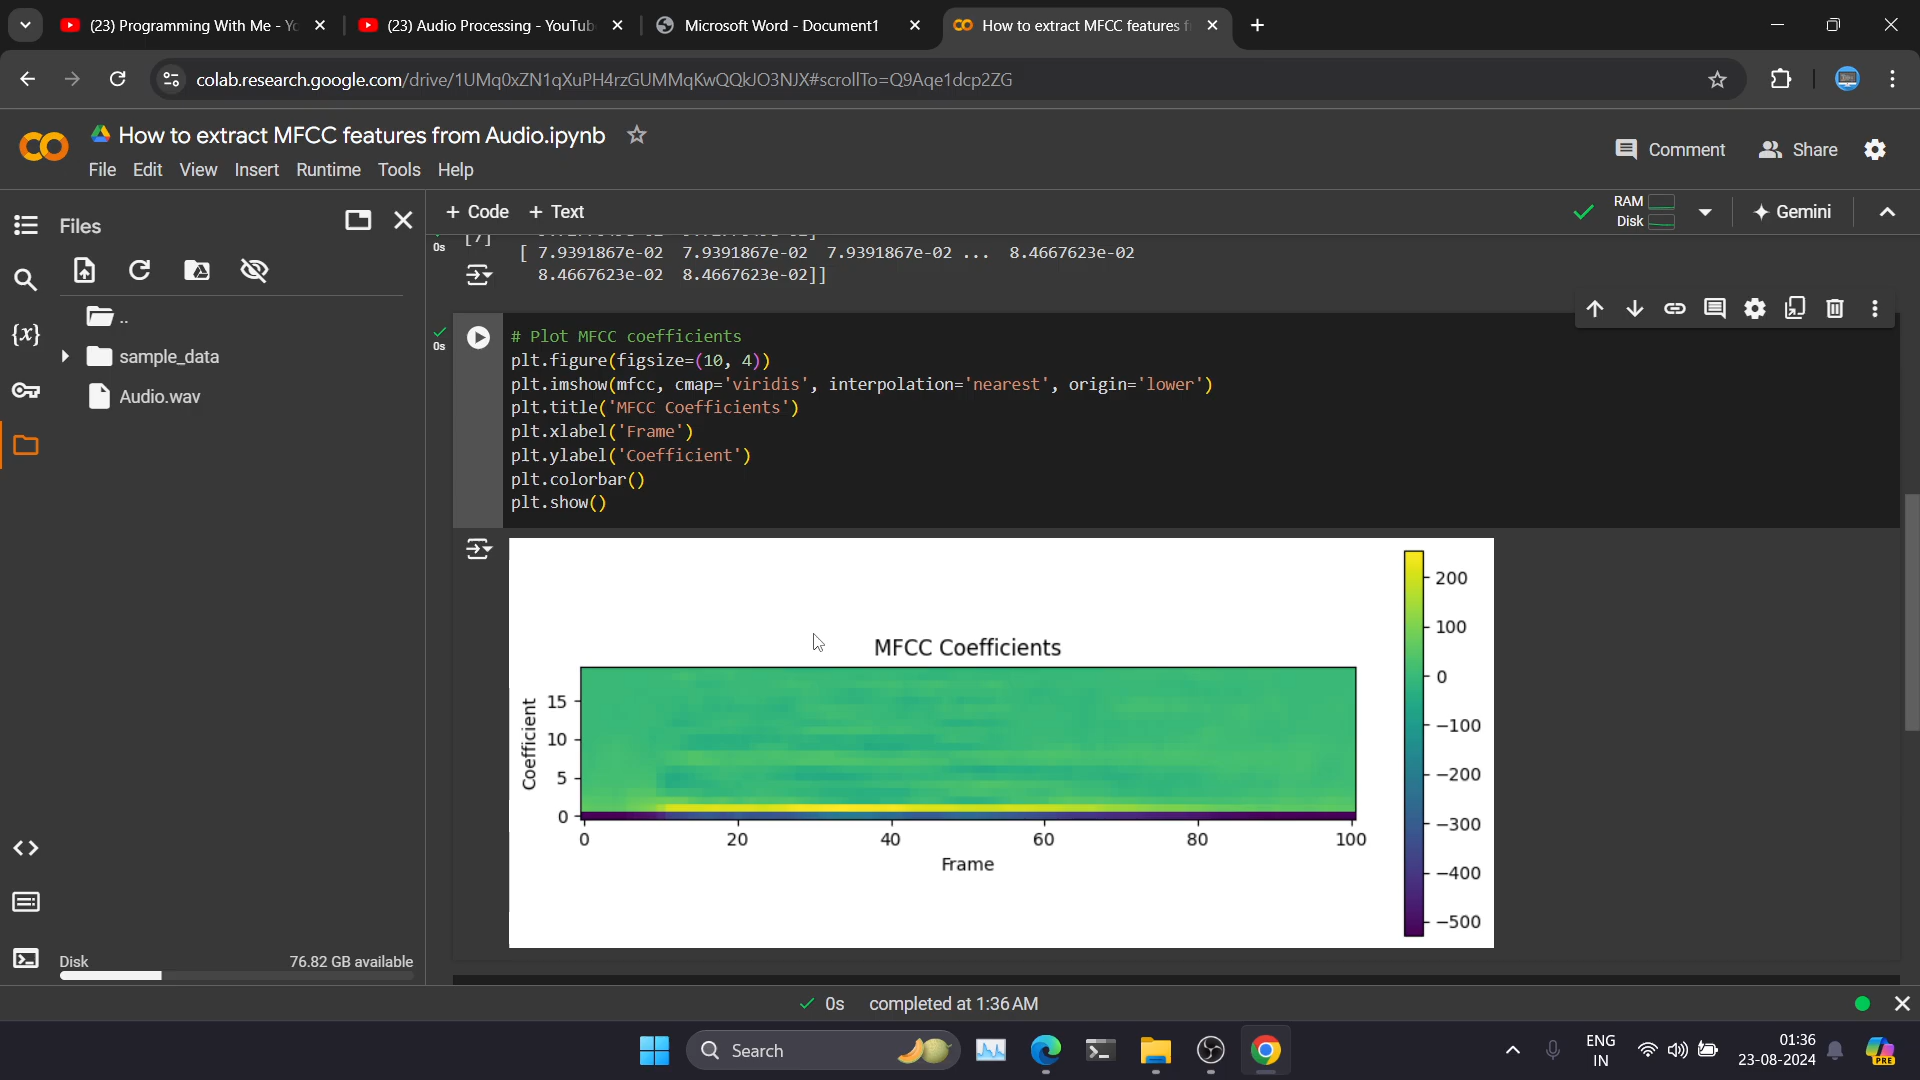 (23) Programming With Me - Yo
(23) Audio Processing - YouTub
Microsoft Word - Document1
How to extract MFCC features f
colab.research.google.com/drive/1UMq0xZN1qXuPH4rzGUMMqKwQQkJO3NJX#scrollTo=Q9Aqe1dcp2ZG
How to extract MFCC features from Audio.ipynb
File Edit View Insert Runtime Tools Help
Comment
Share
Files
+ Code + Text
RAM
Disk
Gemini
..
sample_data
Audio.wav
{x}
0s
[7]
[ 7.9391867e-02 7.9391867e-02 7.9391867e-02 ... 8.4667623e-02
8.4667623e-02 8.4667623e-02]]
0s
# Plot MFCC coefficients
plt.figure(figsize=(10, 4))
plt.imshow(mfcc, cmap='viridis', interpolation='nearest', origin='lower')
plt.title('MFCC Coefficients')
plt.xlabel('Frame')
plt.ylabel('Coefficient')
plt.colorbar()
plt.show()
MFCC Coefficients
Coefficient
15
10
5
0
0 20 40 60 80 100
Frame
200
100
0
−100
−200
−300
−400
−500
Disk 76.82 GB available
0s completed at 1:36 AM
Search
ENG
IN
01:36
23-08-2024
PRE